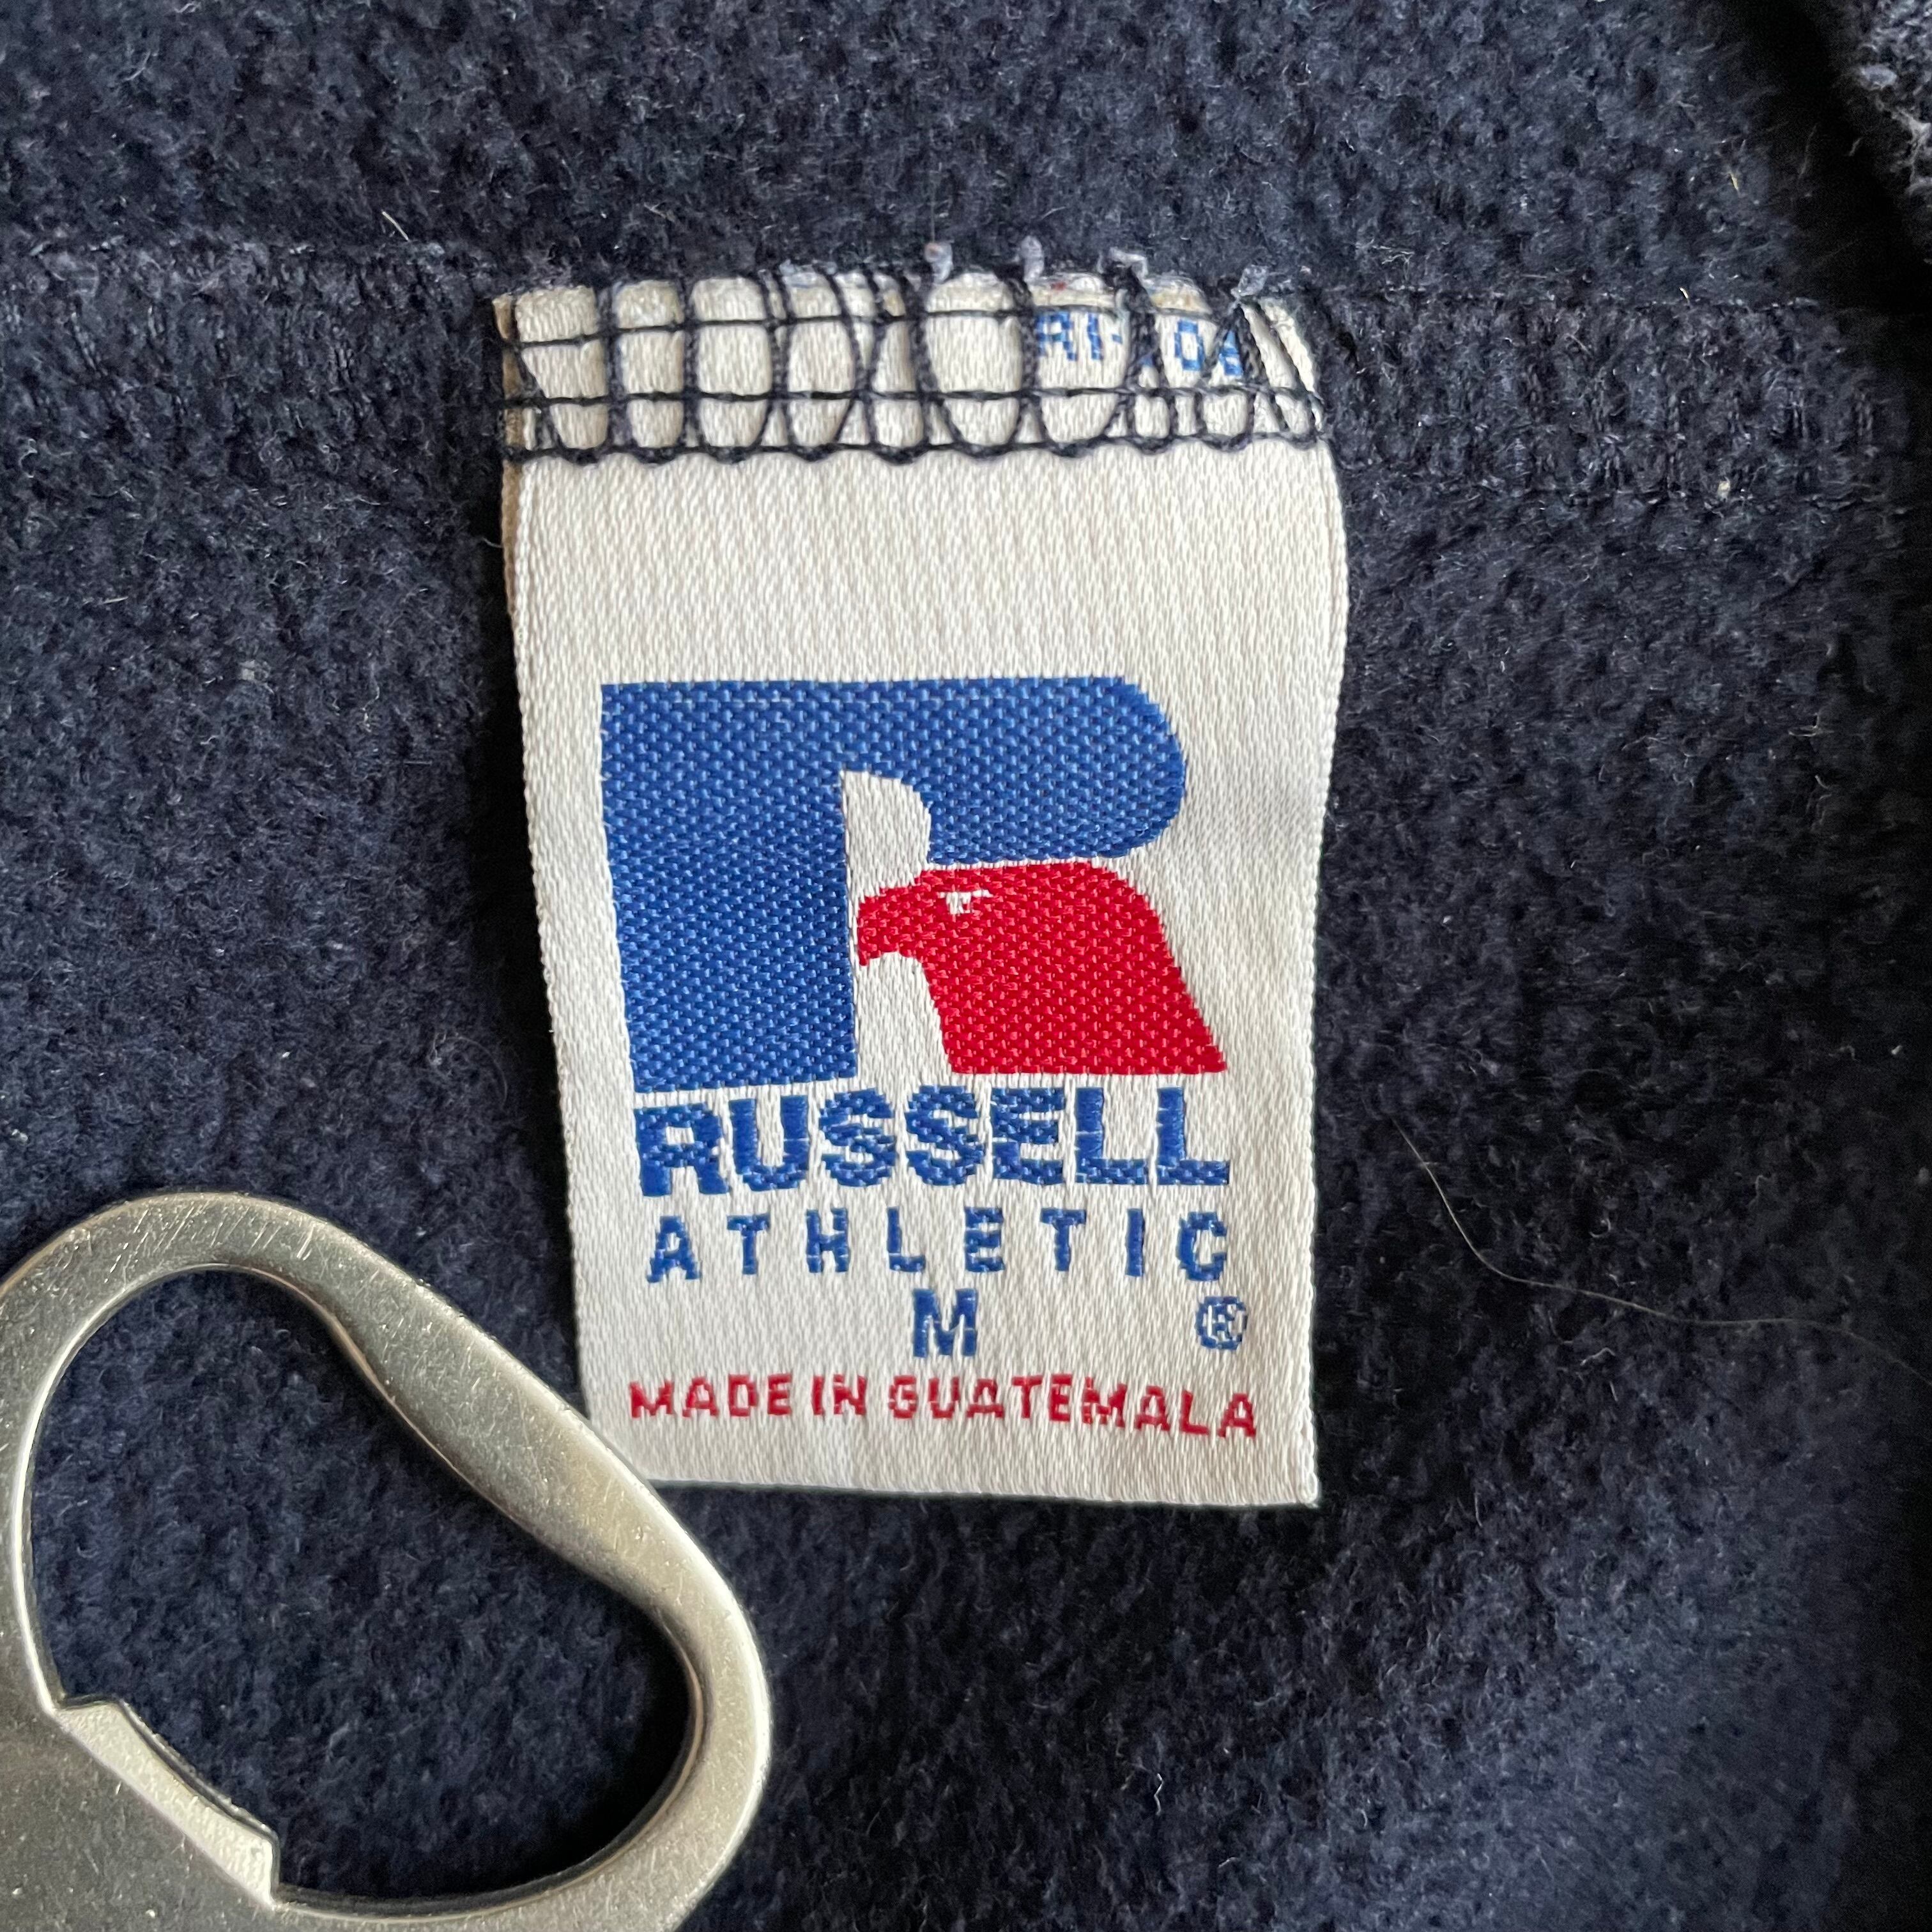 RUSSELL
ATHLETIC
M ®
MADE IN GUATEMALA